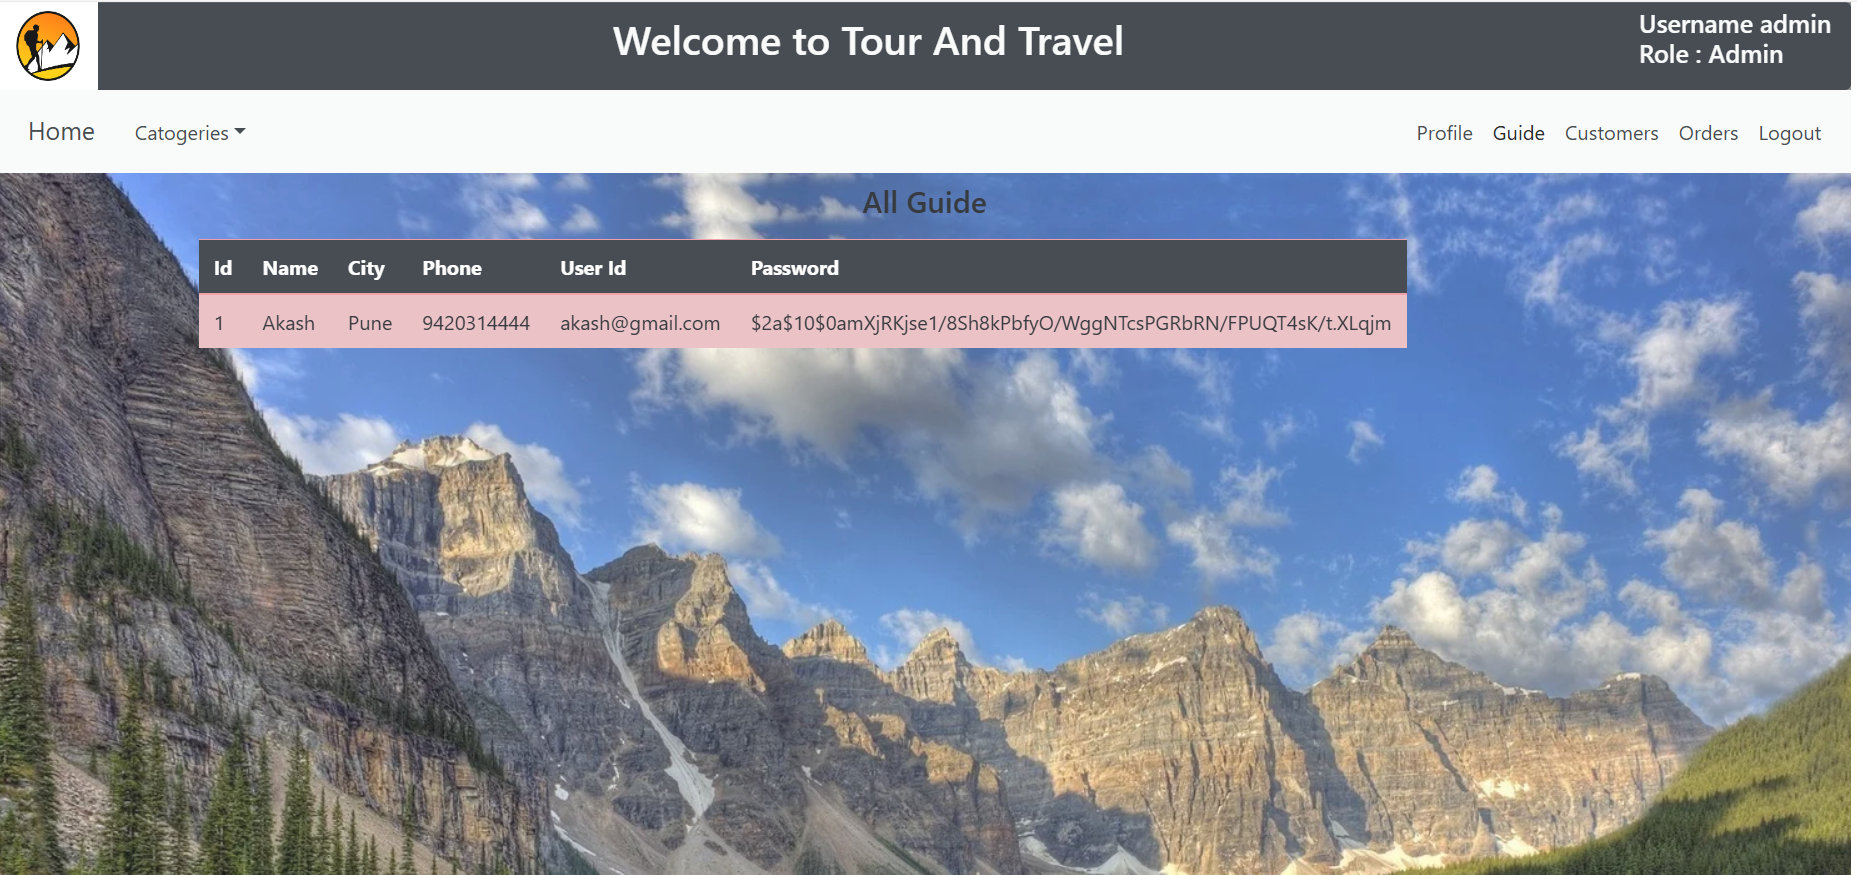 Welcome to Tour And Travel
Username admin
Role : Admin
Home Catogeries Profile Guide Customers Orders Logout
All Guide
Id Name City Phone User Id Password
1 Akash Pune 9420314444 akash@gmail.com $2a$10$0amXjRKjse1/8Sh8kPbfyO/WggNTcsPGRbRN/FPUQT4sK/t.XLqjm